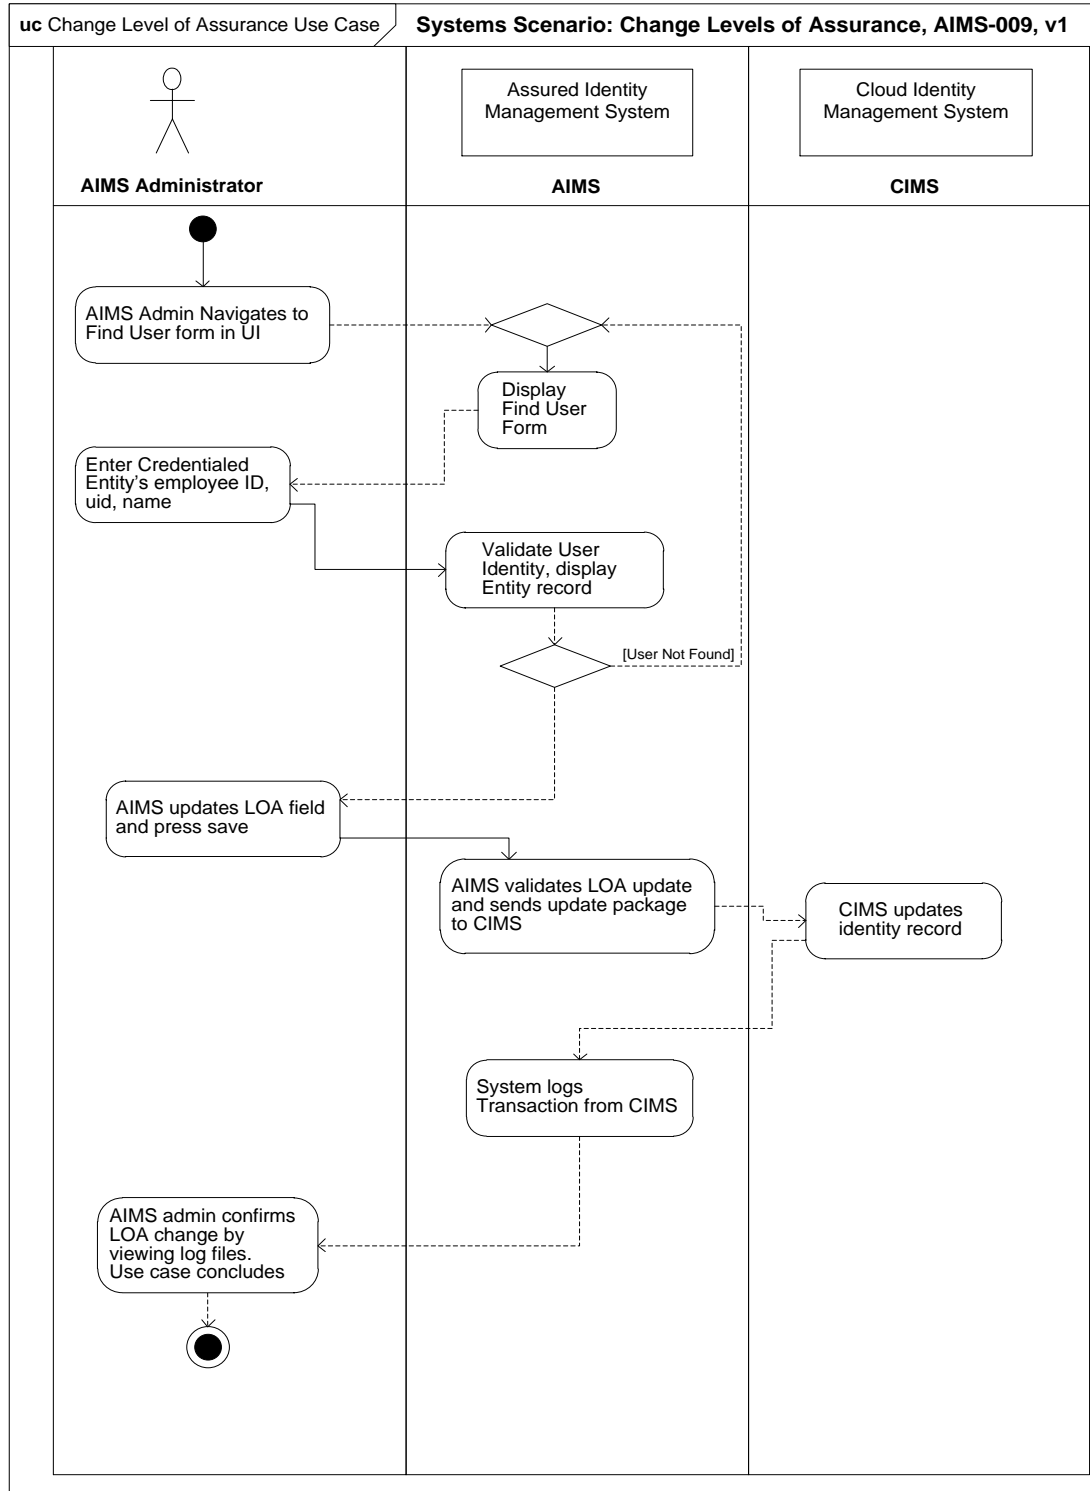 uc Change Level of Assurance Use Case
Systems Scenario: Change Levels of Assurance, AIMS-009, v1
AIMS Administrator
Assured Identity
Management System
AIMS
Cloud Identity
Management System
CIMS
AIMS Admin Navigates to
Find User form in UI
Display
Find User
Form
Enter Credentialed
Entity's employee ID,
uid, name
Validate User
Identity, display
Entity record
[User Not Found]
AIMS updates LOA field
and press save
AIMS validates LOA update
and sends update package
to CIMS
CIMS updates
identity record
System logs
Transaction from CIMS
AIMS admin confirms
LOA change by
viewing log files.
Use case concludes